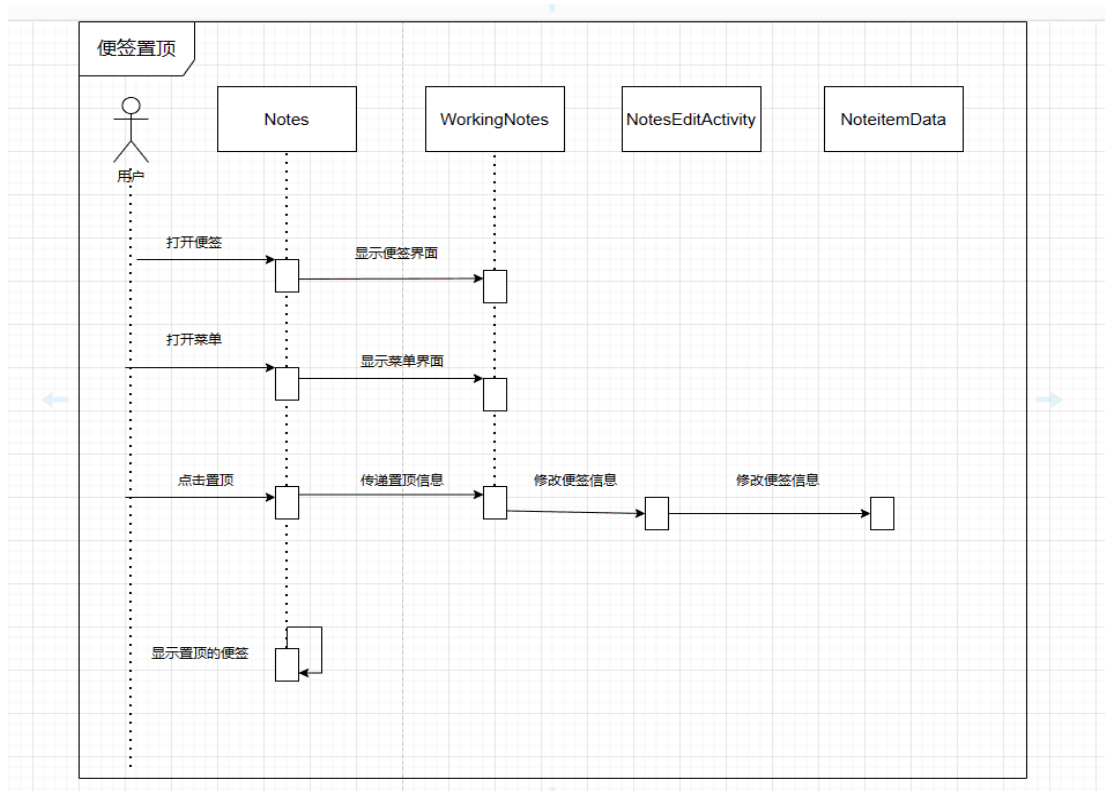 便签置顶
Notes
WorkingNotes
NotesEditActivity
NoteitemData
用户
打开便签
显示便签界面
打开菜单
显示菜单界面
点击置顶
传递置顶信息
修改便签信息
修改便签信息
显示置顶的便签